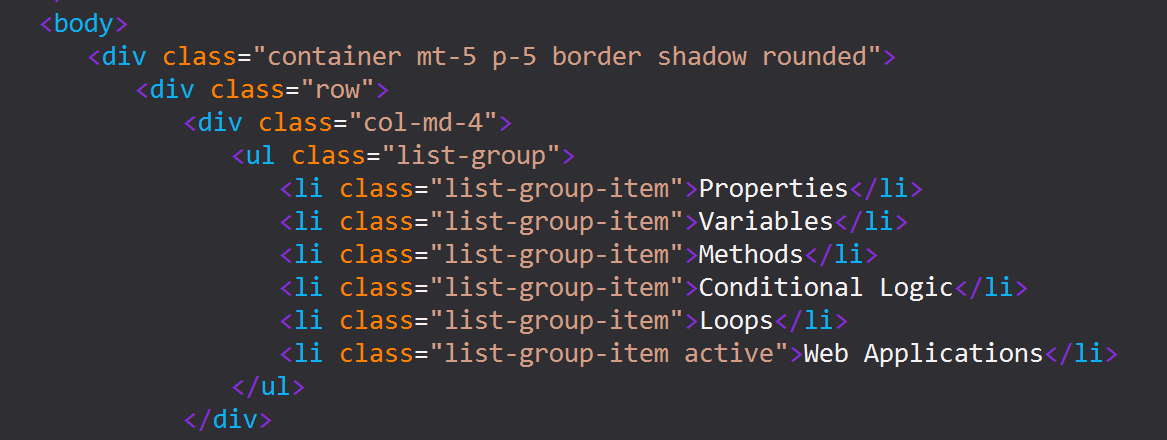 <body>
<div class="container mt-5 p-5 border shadow rounded">
<div class="row">
<div class="col-md-4">
<ul class="list-group">
<li class="list-group-item">Properties</li>
<li class="list-group-item">Variables</li>
<li class="list-group-item">Methods</li>
<li class="list-group-item">Conditional Logic</li>
<li class="list-group-item">Loops</li>
<li class="list-group-item active">Web Applications</li>
</ul>
</div>